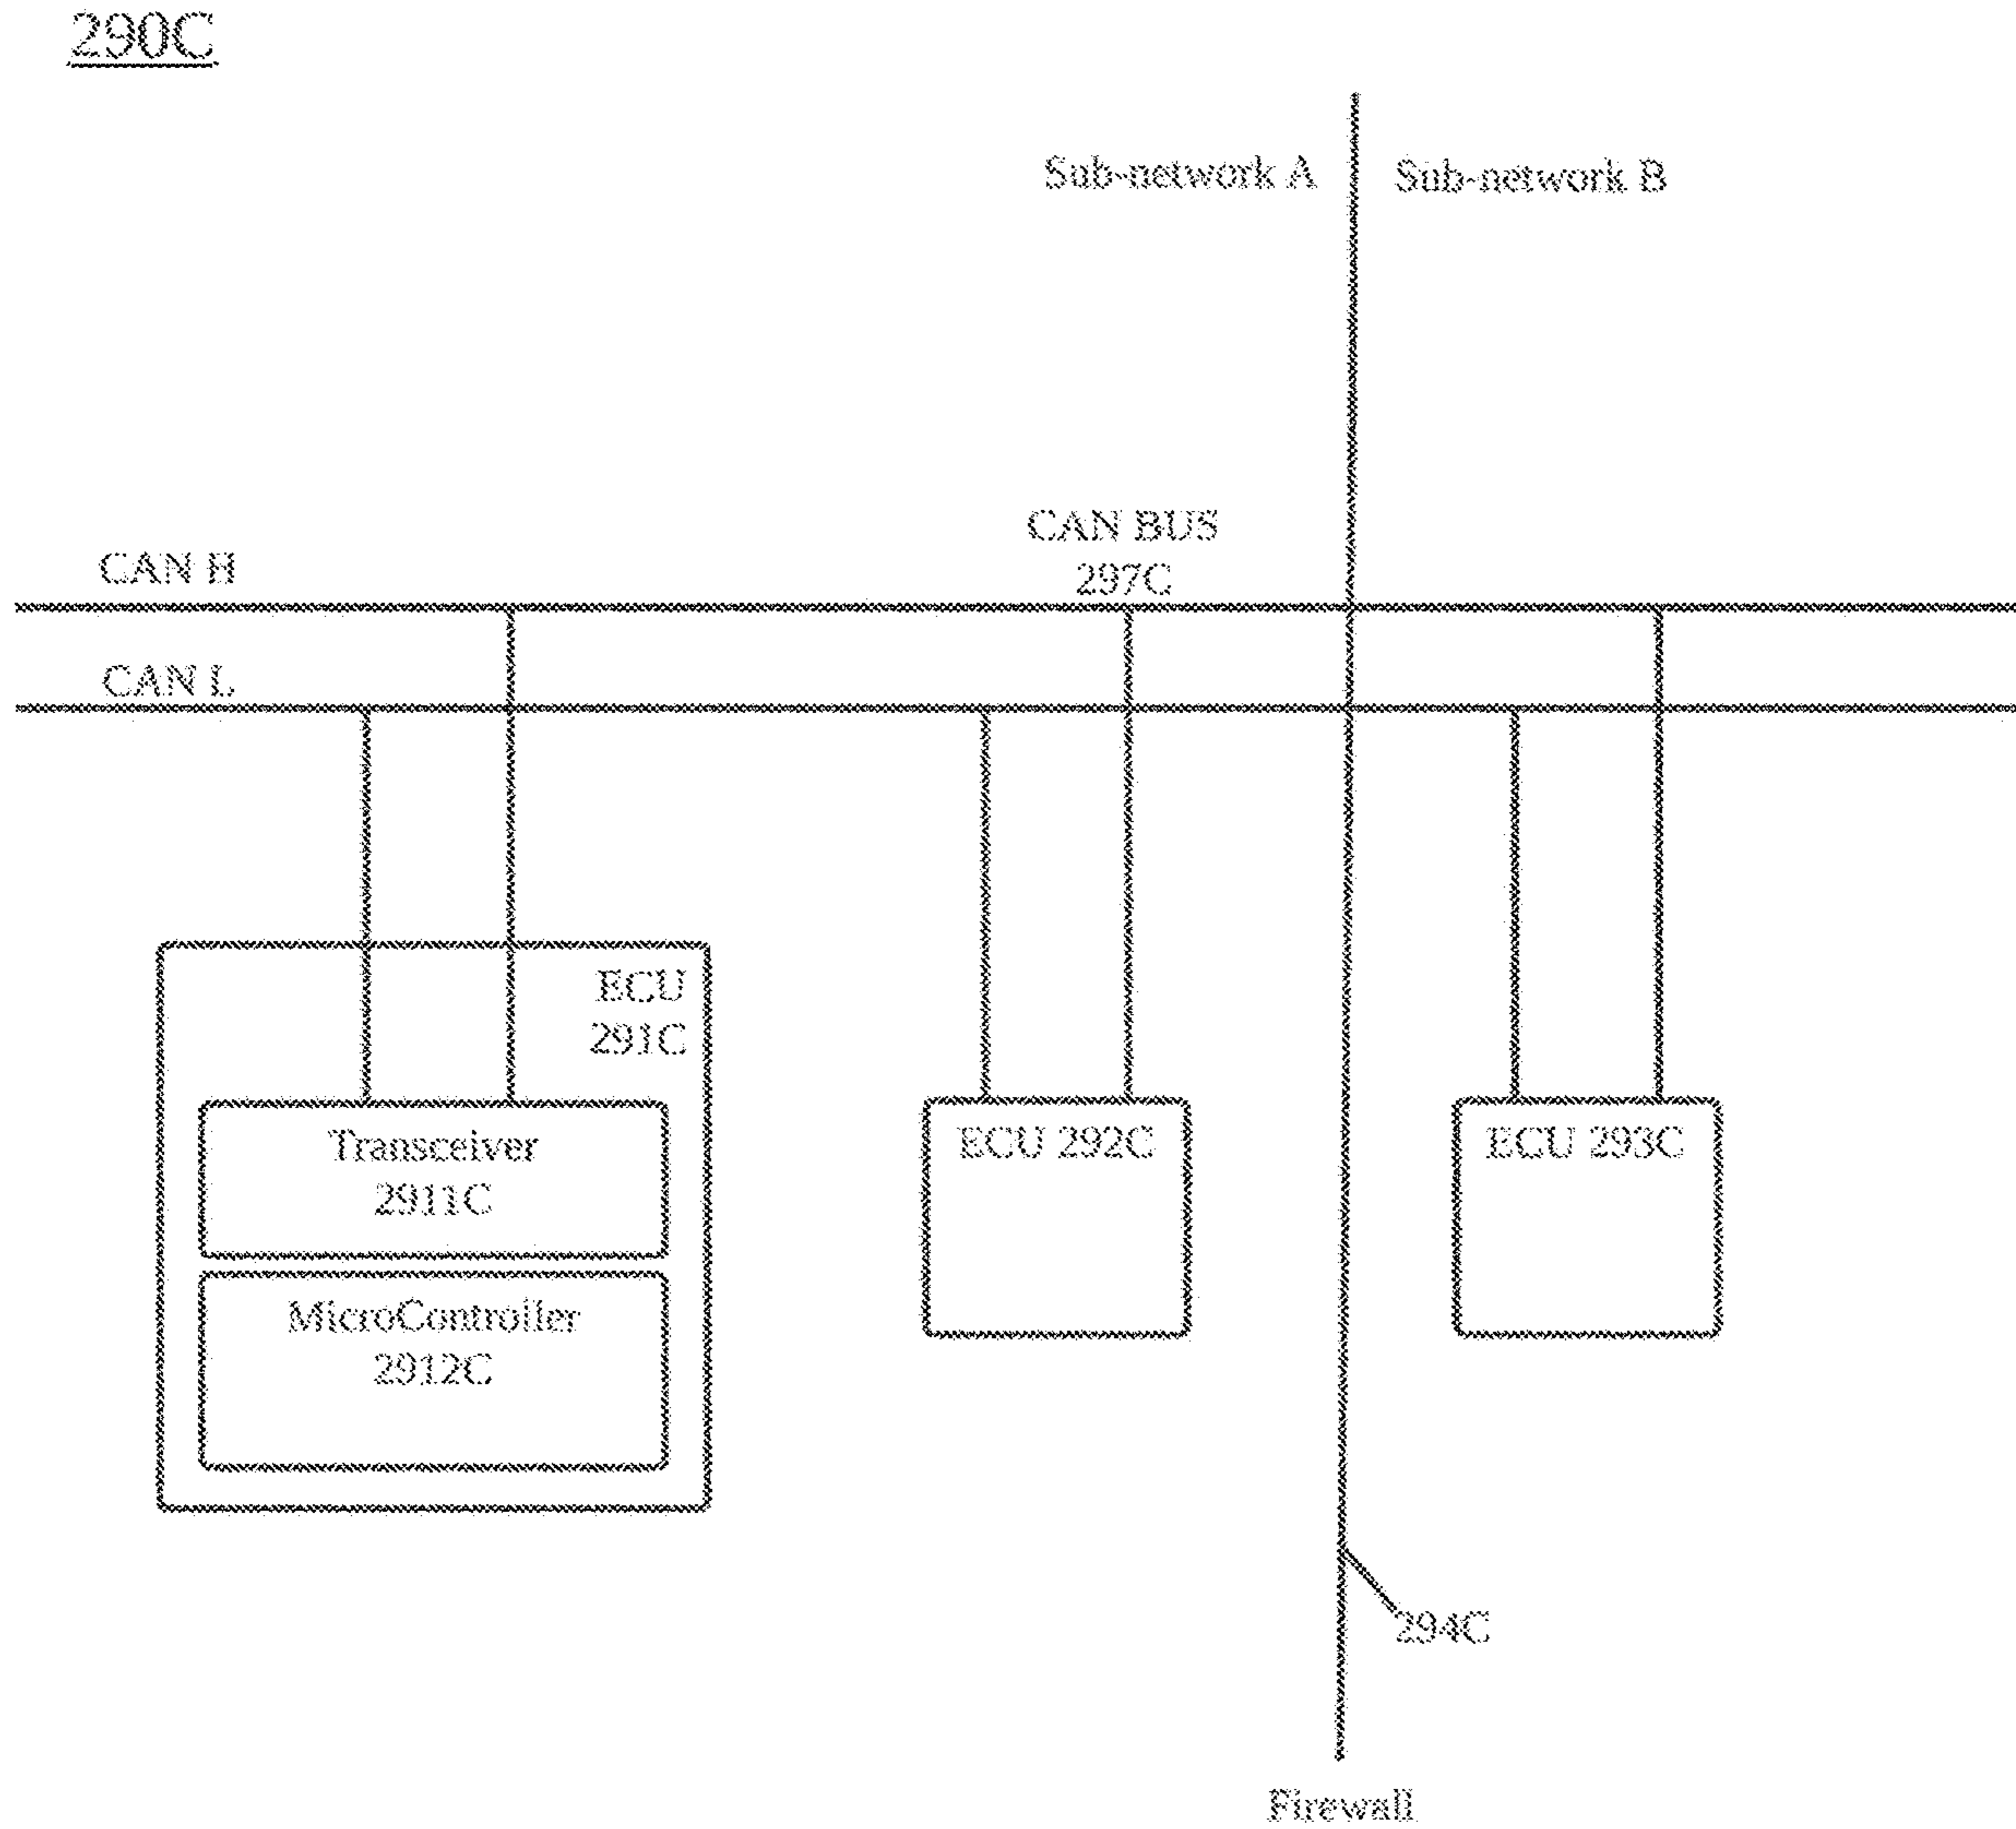 290C
Sub-network A
Sub-network B
CAN BUS
297C
CAN H
CAN L
ECU
291C
Transceiver
2911C
MicroController
2912C
ECU 292C
ECU 293C
294C
Firewall